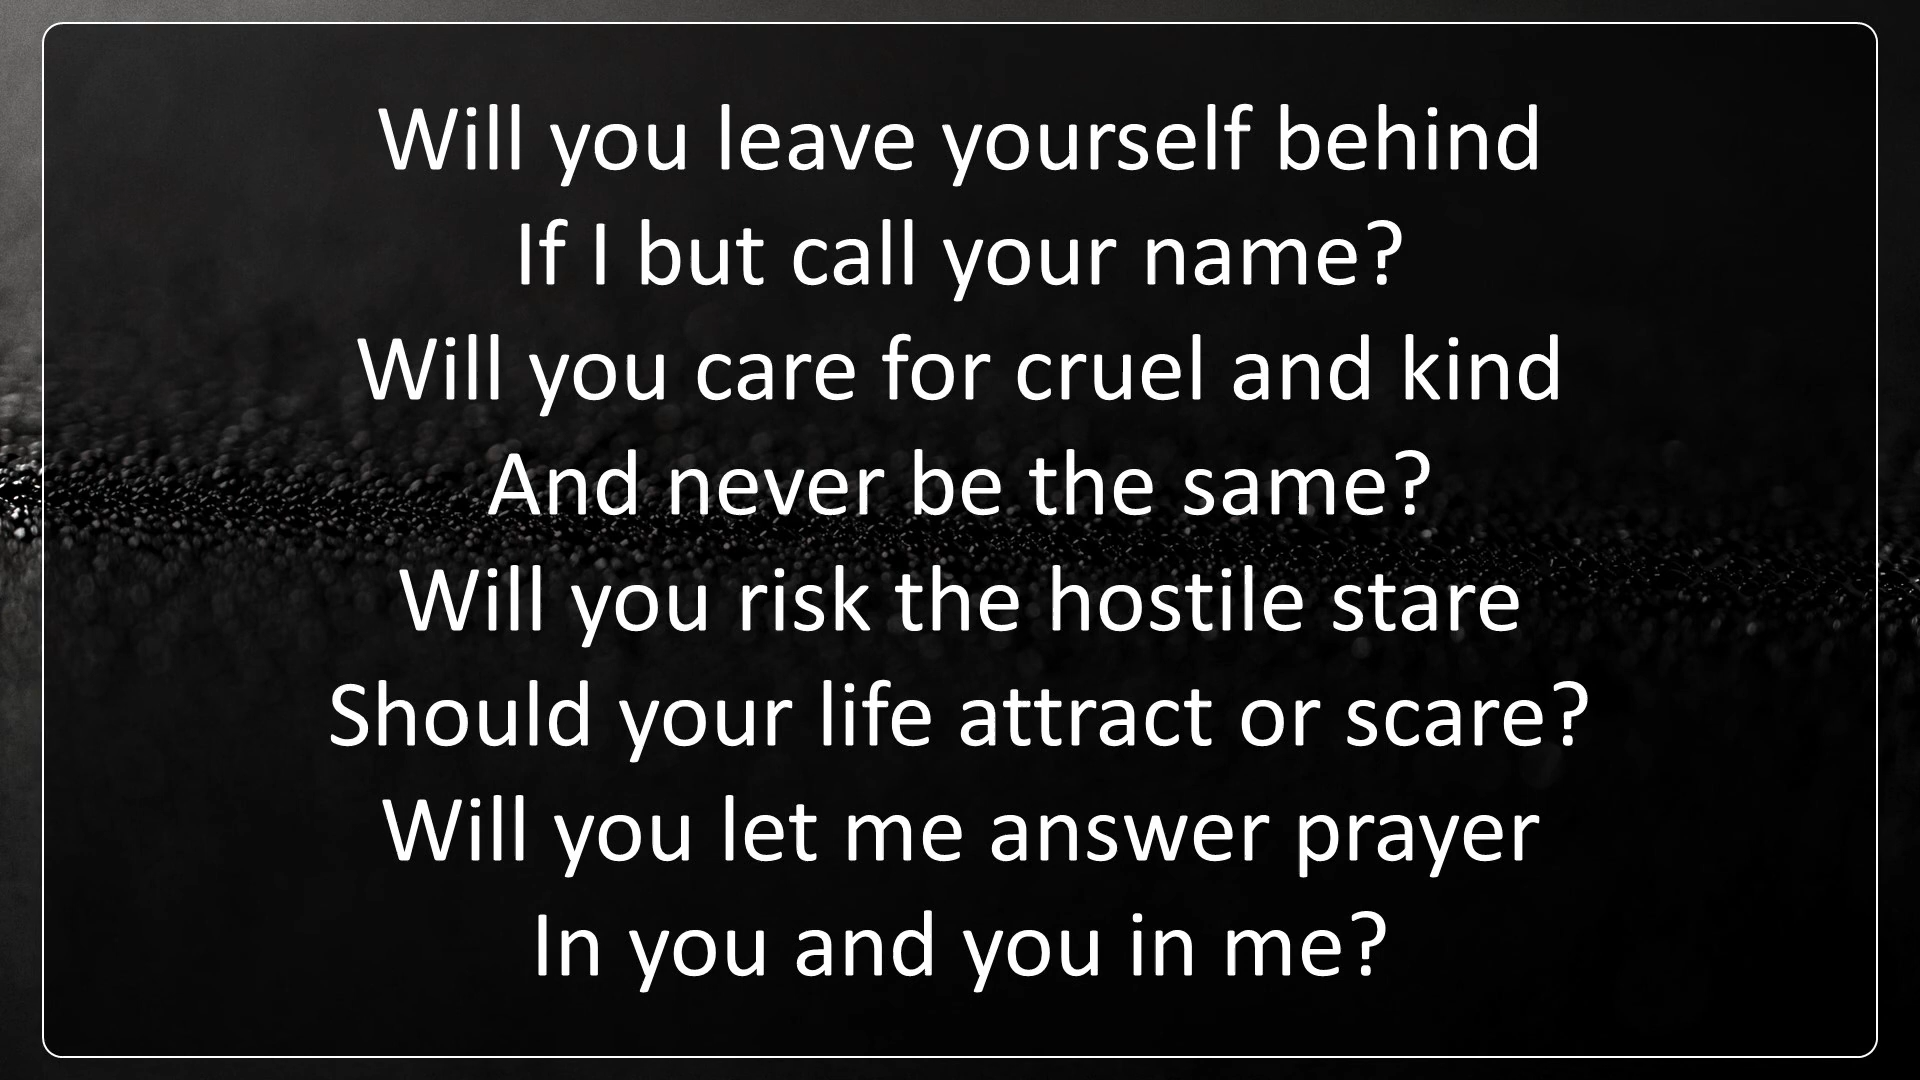 Will you leave yourself behind
If I but call your name?
Will you care for cruel and kind
And never be the same?
Will you risk the hostile stare
Should your life attract or scare?
Will you let me answer prayer
In you and you in me?